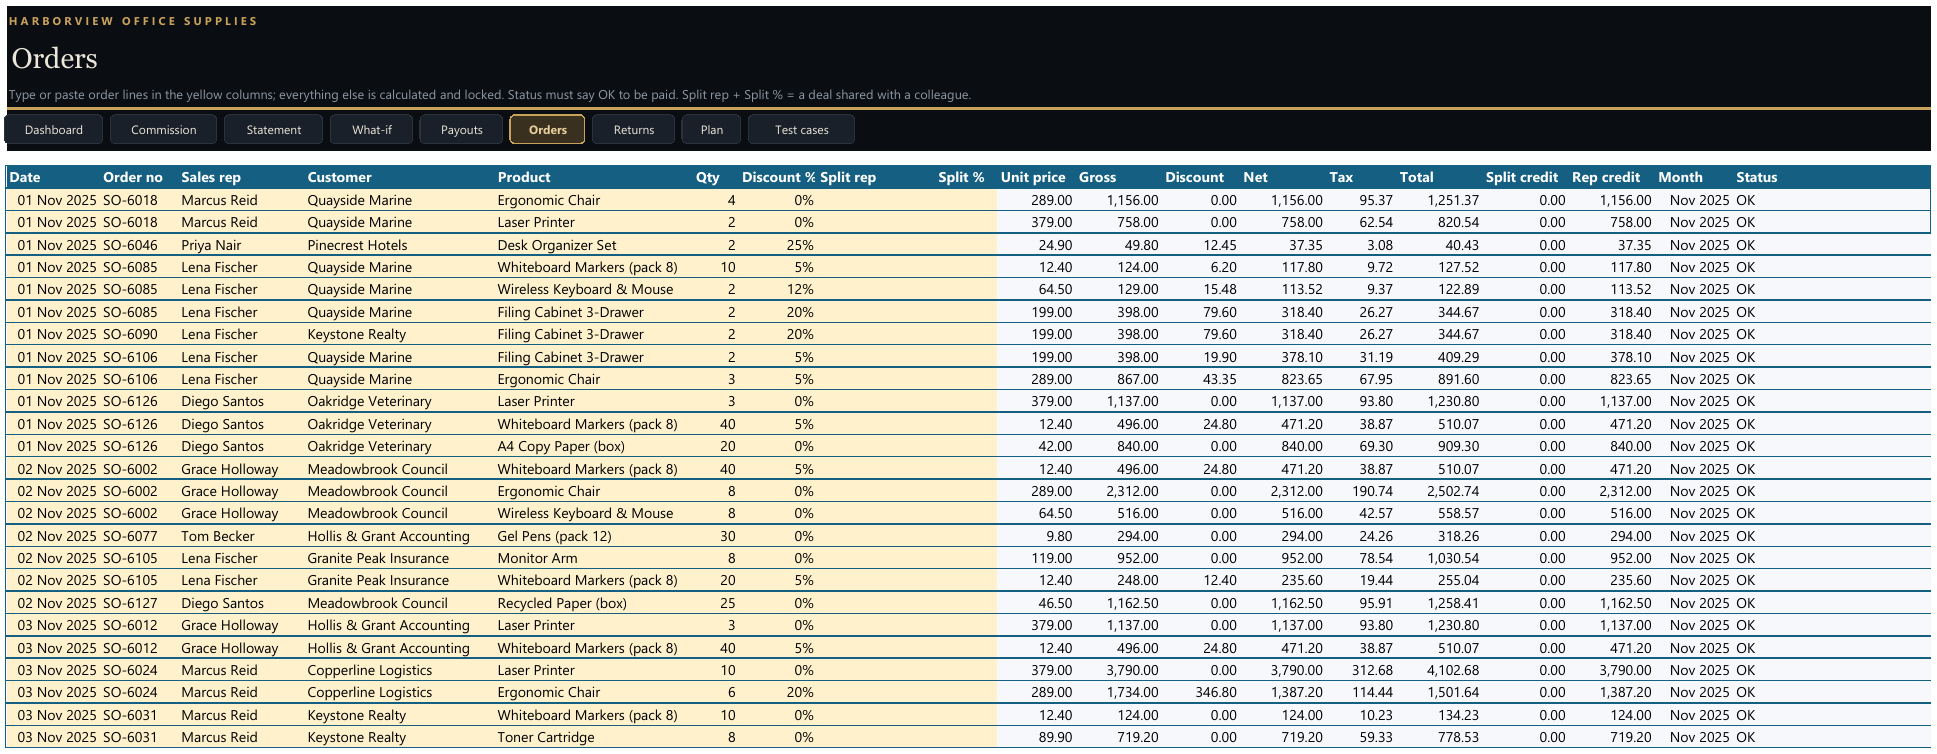 HARBORVIEW OFFICE SUPPLIES
Orders
Type or paste order lines in the yellow columns; everything else is calculated and locked. Status must say OK to be paid. Split rep + Split % = a deal shared with a colleague.
Dashboard Commission Statement What-if Payouts Orders Returns Plan Test cases
Date Order no Sales rep Customer Product Qty Discount % Split rep Split % Unit price Gross Discount Net Tax Total Split credit Rep credit Month Status
01 Nov 2025 SO-6018 Marcus Reid Quayside Marine Ergonomic Chair 4 0% 289.00 1,156.00 0.00 1,156.00 95.37 1,251.37 0.00 1,156.00 Nov 2025 OK
01 Nov 2025 SO-6018 Marcus Reid Quayside Marine Laser Printer 2 0% 379.00 758.00 0.00 758.00 62.54 820.54 0.00 758.00 Nov 2025 OK
01 Nov 2025 SO-6046 Priya Nair Pinecrest Hotels Desk Organizer Set 2 25% 24.90 49.80 12.45 37.35 3.08 40.43 0.00 37.35 Nov 2025 OK
01 Nov 2025 SO-6085 Lena Fischer Quayside Marine Whiteboard Markers (pack 8) 10 5% 12.40 124.00 6.20 117.80 9.72 127.52 0.00 117.80 Nov 2025 OK
01 Nov 2025 SO-6085 Lena Fischer Quayside Marine Wireless Keyboard & Mouse 2 12% 64.50 129.00 15.48 113.52 9.37 122.89 0.00 113.52 Nov 2025 OK
01 Nov 2025 SO-6085 Lena Fischer Quayside Marine Filing Cabinet 3-Drawer 2 20% 199.00 398.00 79.60 318.40 26.27 344.67 0.00 318.40 Nov 2025 OK
01 Nov 2025 SO-6090 Lena Fischer Keystone Realty Filing Cabinet 3-Drawer 2 20% 199.00 398.00 79.60 318.40 26.27 344.67 0.00 318.40 Nov 2025 OK
01 Nov 2025 SO-6106 Lena Fischer Quayside Marine Filing Cabinet 3-Drawer 2 5% 199.00 398.00 19.90 378.10 31.19 409.29 0.00 378.10 Nov 2025 OK
01 Nov 2025 SO-6106 Lena Fischer Quayside Marine Ergonomic Chair 3 5% 289.00 867.00 43.35 823.65 67.95 891.60 0.00 823.65 Nov 2025 OK
01 Nov 2025 SO-6126 Diego Santos Oakridge Veterinary Laser Printer 3 0% 379.00 1,137.00 0.00 1,137.00 93.80 1,230.80 0.00 1,137.00 Nov 2025 OK
01 Nov 2025 SO-6126 Diego Santos Oakridge Veterinary Whiteboard Markers (pack 8) 40 5% 12.40 496.00 24.80 471.20 38.87 510.07 0.00 471.20 Nov 2025 OK
01 Nov 2025 SO-6126 Diego Santos Oakridge Veterinary A4 Copy Paper (box) 20 0% 42.00 840.00 0.00 840.00 69.30 909.30 0.00 840.00 Nov 2025 OK
02 Nov 2025 SO-6002 Grace Holloway Meadowbrook Council Whiteboard Markers (pack 8) 40 5% 12.40 496.00 24.80 471.20 38.87 510.07 0.00 471.20 Nov 2025 OK
02 Nov 2025 SO-6002 Grace Holloway Meadowbrook Council Ergonomic Chair 8 0% 289.00 2,312.00 0.00 2,312.00 190.74 2,502.74 0.00 2,312.00 Nov 2025 OK
02 Nov 2025 SO-6002 Grace Holloway Meadowbrook Council Wireless Keyboard & Mouse 8 0% 64.50 516.00 0.00 516.00 42.57 558.57 0.00 516.00 Nov 2025 OK
02 Nov 2025 SO-6077 Tom Becker Hollis & Grant Accounting Gel Pens (pack 12) 30 0% 9.80 294.00 0.00 294.00 24.26 318.26 0.00 294.00 Nov 2025 OK
02 Nov 2025 SO-6105 Lena Fischer Granite Peak Insurance Monitor Arm 8 0% 119.00 952.00 0.00 952.00 78.54 1,030.54 0.00 952.00 Nov 2025 OK
02 Nov 2025 SO-6105 Lena Fischer Granite Peak Insurance Whiteboard Markers (pack 8) 20 5% 12.40 248.00 12.40 235.60 19.44 255.04 0.00 235.60 Nov 2025 OK
02 Nov 2025 SO-6127 Diego Santos Meadowbrook Council Recycled Paper (box) 25 0% 46.50 1,162.50 0.00 1,162.50 95.91 1,258.41 0.00 1,162.50 Nov 2025 OK
03 Nov 2025 SO-6012 Grace Holloway Hollis & Grant Accounting Laser Printer 3 0% 379.00 1,137.00 0.00 1,137.00 93.80 1,230.80 0.00 1,137.00 Nov 2025 OK
03 Nov 2025 SO-6012 Grace Holloway Hollis & Grant Accounting Whiteboard Markers (pack 8) 40 5% 12.40 496.00 24.80 471.20 38.87 510.07 0.00 471.20 Nov 2025 OK
03 Nov 2025 SO-6024 Marcus Reid Copperline Logistics Laser Printer 10 0% 379.00 3,790.00 0.00 3,790.00 312.68 4,102.68 0.00 3,790.00 Nov 2025 OK
03 Nov 2025 SO-6024 Marcus Reid Copperline Logistics Ergonomic Chair 6 20% 289.00 1,734.00 346.80 1,387.20 114.44 1,501.64 0.00 1,387.20 Nov 2025 OK
03 Nov 2025 SO-6031 Marcus Reid Keystone Realty Whiteboard Markers (pack 8) 10 0% 12.40 124.00 0.00 124.00 10.23 134.23 0.00 124.00 Nov 2025 OK
03 Nov 2025 SO-6031 Marcus Reid Keystone Realty Toner Cartridge 8 0% 89.90 719.20 0.00 719.20 59.33 778.53 0.00 719.20 Nov 2025 OK